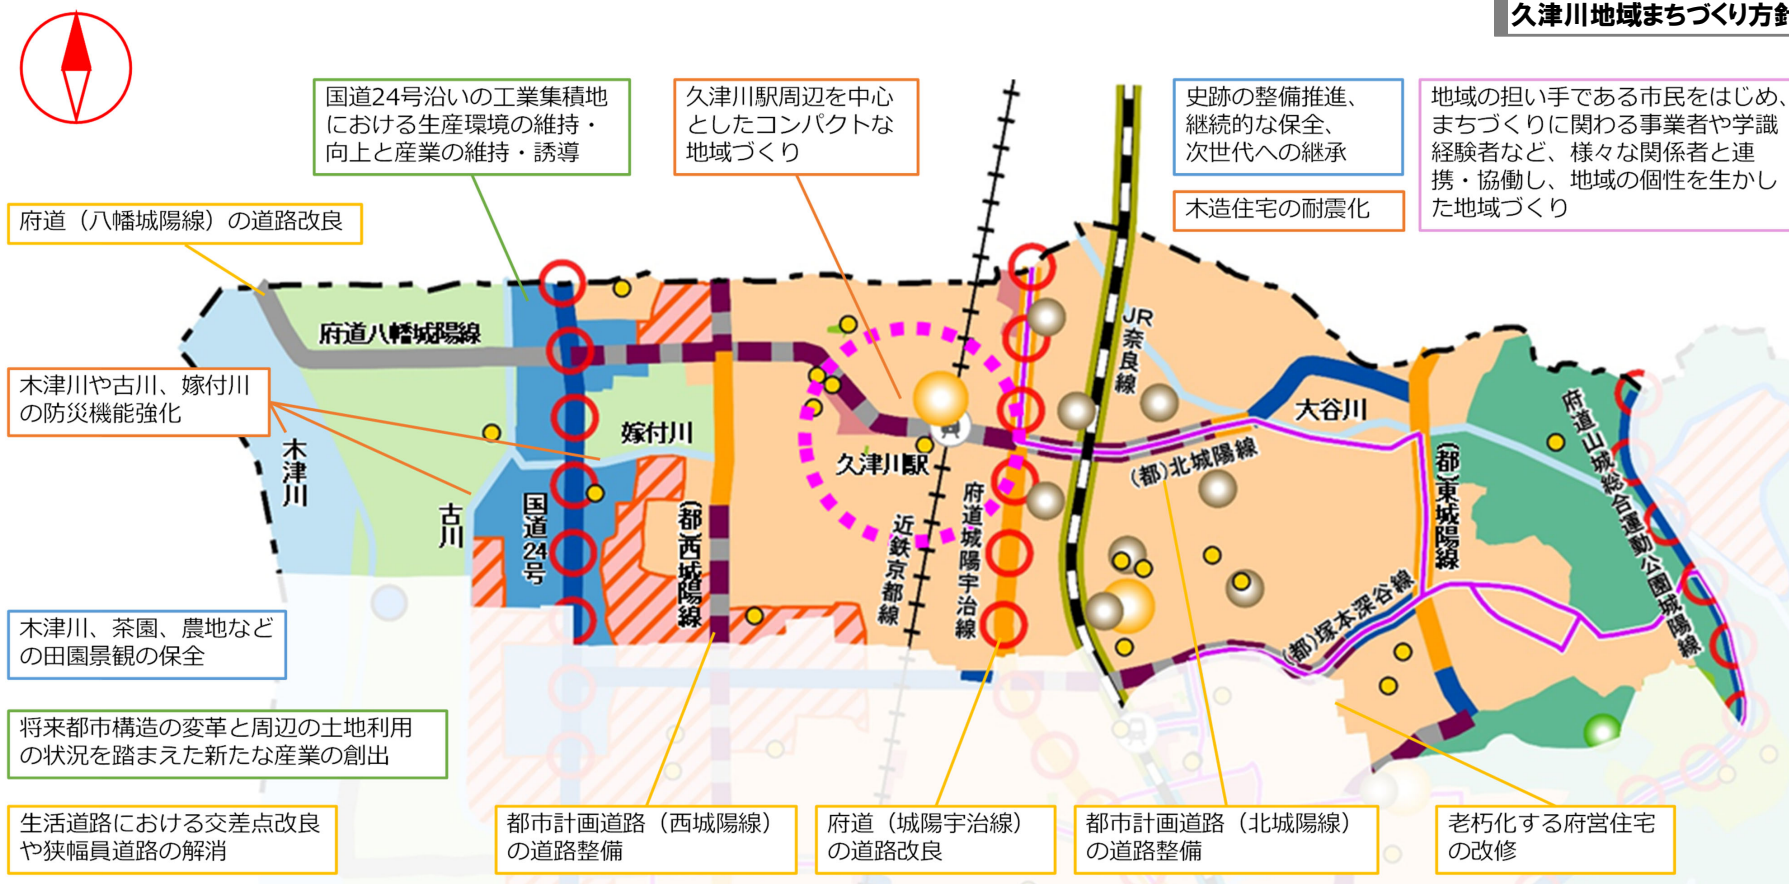 久津川地域まちづくり方針
国道24号沿いの工業集積地
における生産環境の維持・
向上と産業の維持・誘導
久津川駅周辺を中心
としたコンパクトな
地域づくり
史跡の整備推進、
継続的な保全、
次世代への継承
木造住宅の耐震化
地域の担い手である市民をはじめ、
まちづくりに関わる事業者や学識
経験者など、様々な関係者と連
携・協働し、地域の個性を生かし
た地域づくり
府道（八幡城陽線）の道路改良
府道八幡城陽線
JR奈良線
木津川や古川、嫁付川
の防災機能強化
木津川
古川
国道24号
嫁付川
(都)西城陽線
久津川駅
近鉄京都線
府道城陽宇治線
(都)北城陽線
大谷川
(都)東城陽線
府道山城総合運動公園城陽線
(都)塚本深谷線
木津川、茶園、農地など
の田園景観の保全
将来都市構造の変革と周辺の土地利用
の状況を踏まえた新たな産業の創出
生活道路における交差点改良
や狭幅員道路の解消
都市計画道路（西城陽線）
の道路整備
府道（城陽宇治線）
の道路改良
都市計画道路（北城陽線）
の道路整備
老朽化する府営住宅
の改修